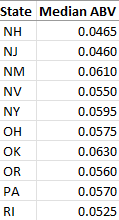 State Median ABV
NH 0.0465
NJ 0.0460
NM 0.0610
NV 0.0550
NY 0.0595
OH 0.0575
OK 0.0630
OR 0.0560
PA 0.0570
RI 0.0525